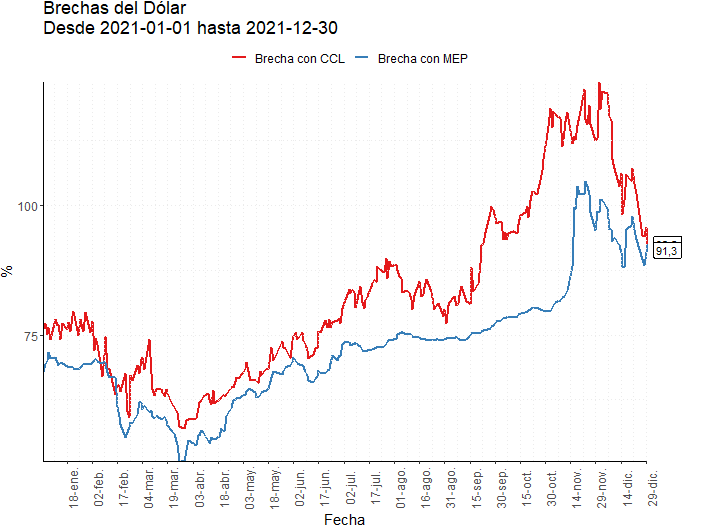 Brechas del Dólar
Desde 2021-01-01 hasta 2021-12-30
Brecha con CCL
Brecha con MEP
100
75
%
91,3
18-ene.
02-feb.
17-feb.
04-mar.
19-mar.
03-abr.
18-abr.
03-may.
18-may.
02-jun.
17-jun.
02-jul.
17-jul.
01-ago.
16-ago.
31-ago.
15-sep.
30-sep.
15-oct.
30-oct.
14-nov.
29-nov.
14-dic.
29-dic.
Fecha